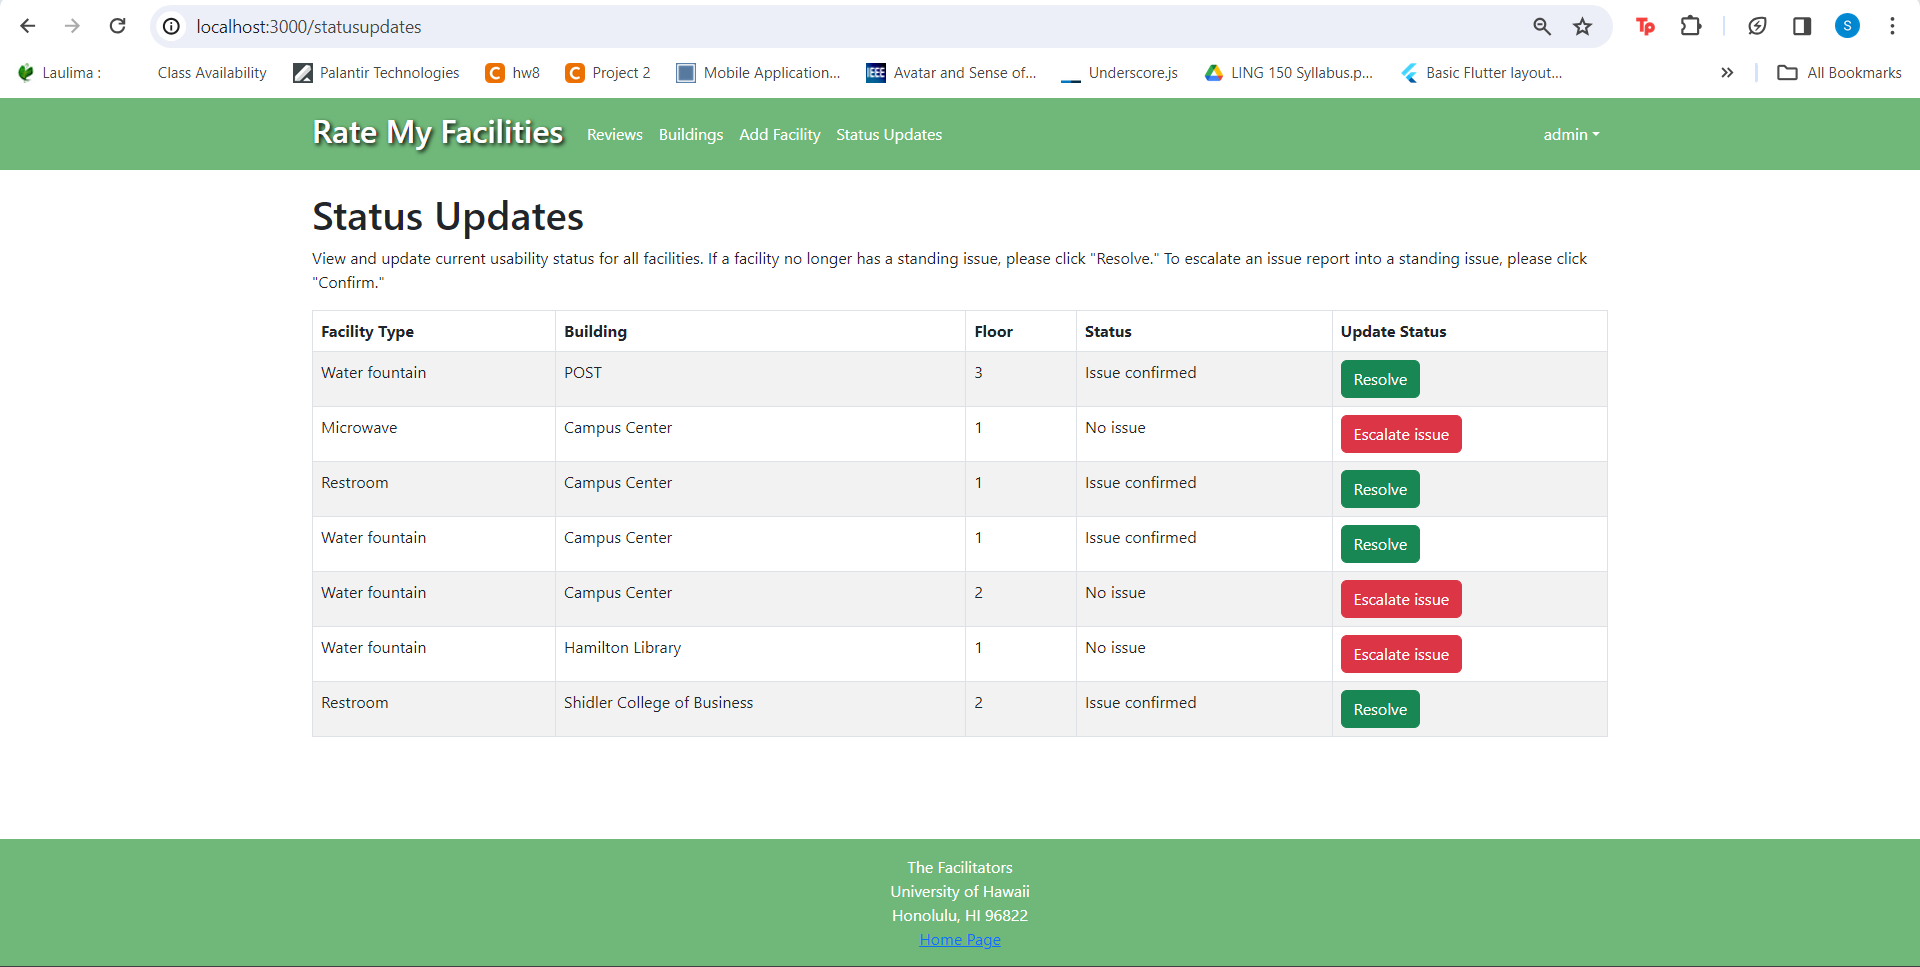 localhost:3000/statusupdates
Tp
S
Laulima : Class Availability Palantir Technologies C hw8 C Project 2 Mobile Application... IEEE Avatar and Sense of... Underscore.js LING 150 Syllabus.p... Basic Flutter layout... » All Bookmarks
Rate My Facilities Reviews Buildings Add Facility Status Updates admin
Status Updates
View and update current usability status for all facilities. If a facility no longer has a standing issue, please click "Resolve." To escalate an issue report into a standing issue, please click
"Confirm."
Facility Type Building Floor Status Update Status
Water fountain POST 3 Issue confirmed Resolve
Microwave Campus Center 1 No issue Escalate issue
Restroom Campus Center 1 Issue confirmed Resolve
Water fountain Campus Center 1 Issue confirmed Resolve
Water fountain Campus Center 2 No issue Escalate issue
Water fountain Hamilton Library 1 No issue Escalate issue
Restroom Shidler College of Business 2 Issue confirmed Resolve
The Facilitators
University of Hawaii
Honolulu, HI 96822
Home Page